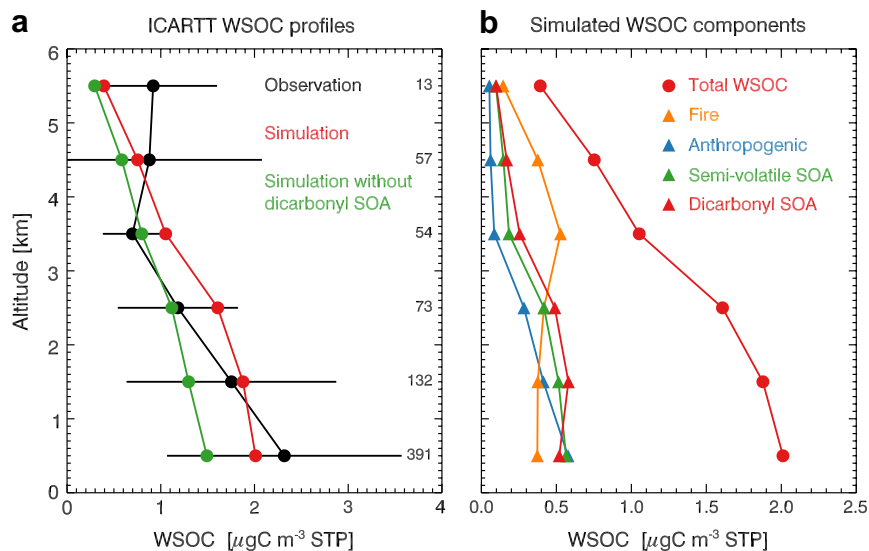 a
ICARTT WSOC profiles
6
5
4
3
2
1
0
Altitude [km]
Observation
Simulation
Simulation without
dicarbonyl SOA
13
57
54
73
132
391
0 1 2 3 4
WSOC [μgC m-3 STP]
b
Simulated WSOC components
Total WSOC
Fire
Anthropogenic
Semi-volatile SOA
Dicarbonyl SOA
0.0 0.5 1.0 1.5 2.0 2.5
WSOC [μgC m-3 STP]